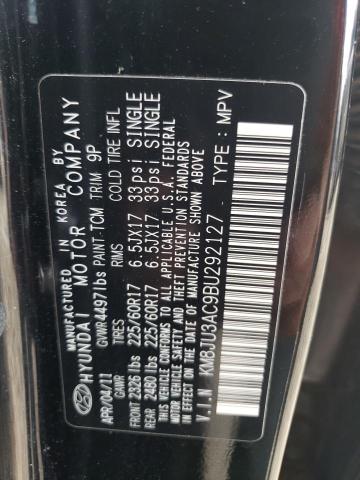 MANUFACTURED IN KOREA BY
HYUNDAI MOTOR COMPANY
APR/04/11 GVWR 4497lbs PAINT:TCM TRIM 9P
GAWR TIRES RIMS COLD TIRE INFL
FRONT 2326 lbs 225/60R17 6.5JX17 33psi SINGLE
REAR 2480 lbs 225/60R17 6.5JX17 33psi SINGLE
THIS VEHICLE CONFORMS TO ALL APPLICABLE U.S.A. FEDERAL
MOTOR VEHICLE SAFETY AND THEFT PREVENTION STANDARDS
IN EFFECT ON THE DATE OF MANUFACTURE SHOWN ABOVE.
V.I.N KM8JU3AC9BU292127 TYPE : MPV